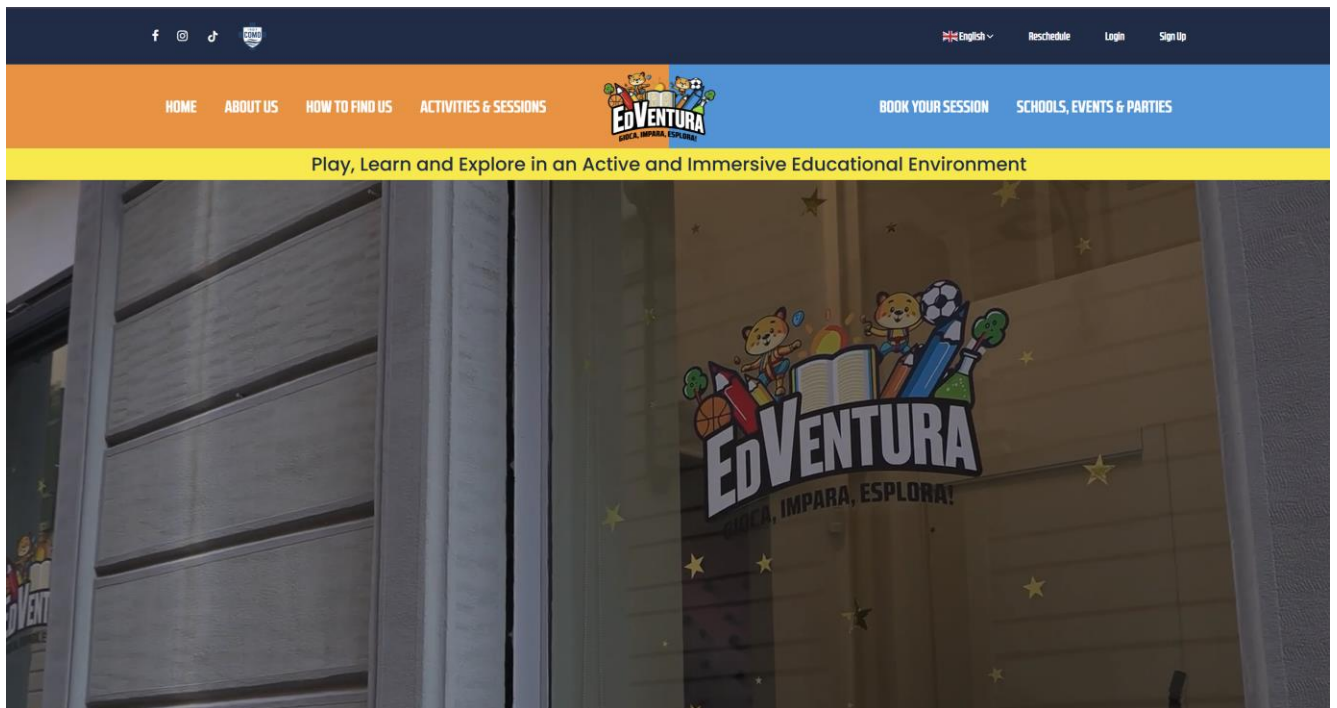 COMO
English
Reschedule
Login
Sign Up
HOME
ABOUT US
HOW TO FIND US
ACTIVITIES & SESSIONS
EDVENTURA
GIOCA, IMPARA, ESPLORA!
BOOK YOUR SESSION
SCHOOLS, EVENTS & PARTIES
Play, Learn and Explore in an Active and Immersive Educational Environment
EDVENTURA
GIOCA, IMPARA, ESPLORA!